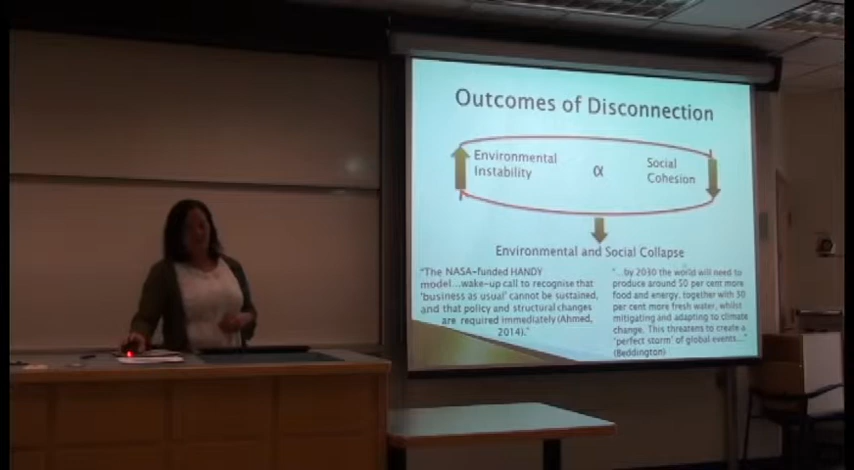 Outcomes of Disconnection
Environmental
Instability
α
Social
Cohesion
Environmental and Social Collapse
"The NASA-funded HANDY
model...wake-up call to recognise that
'business as usual' cannot be sustained,
and that policy and structural changes
are required immediately (Ahmed,
2014)."
"...by 2030 the world will need to
produce around 50 per cent more
food and energy, together with 30
per cent more fresh water, whilst
mitigating and adapting to climate
change. This threatens to create a
'perfect storm' of global events..."
(Beddington)